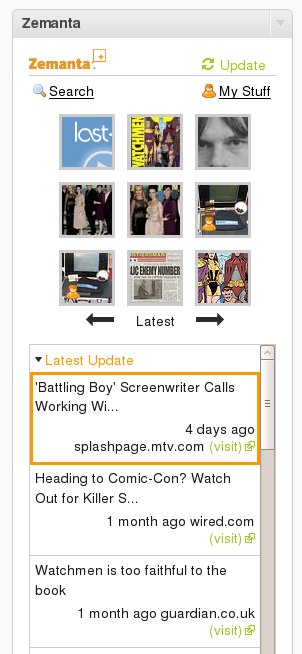 Zemanta
Zemanta
Update
Search
My Stuff
last-
WATCHMEN
LIC ENEMY NUMBER
Latest
Latest Update
'Battling Boy' Screenwriter Calls
Working Wi...
4 days ago
splashpage.mtv.com (visit)
Heading to Comic-Con? Watch
Out for Killer S...
1 month ago wired.com
(visit)
Watchmen is too faithful to the
book
1 month ago guardian.co.uk
(visit)